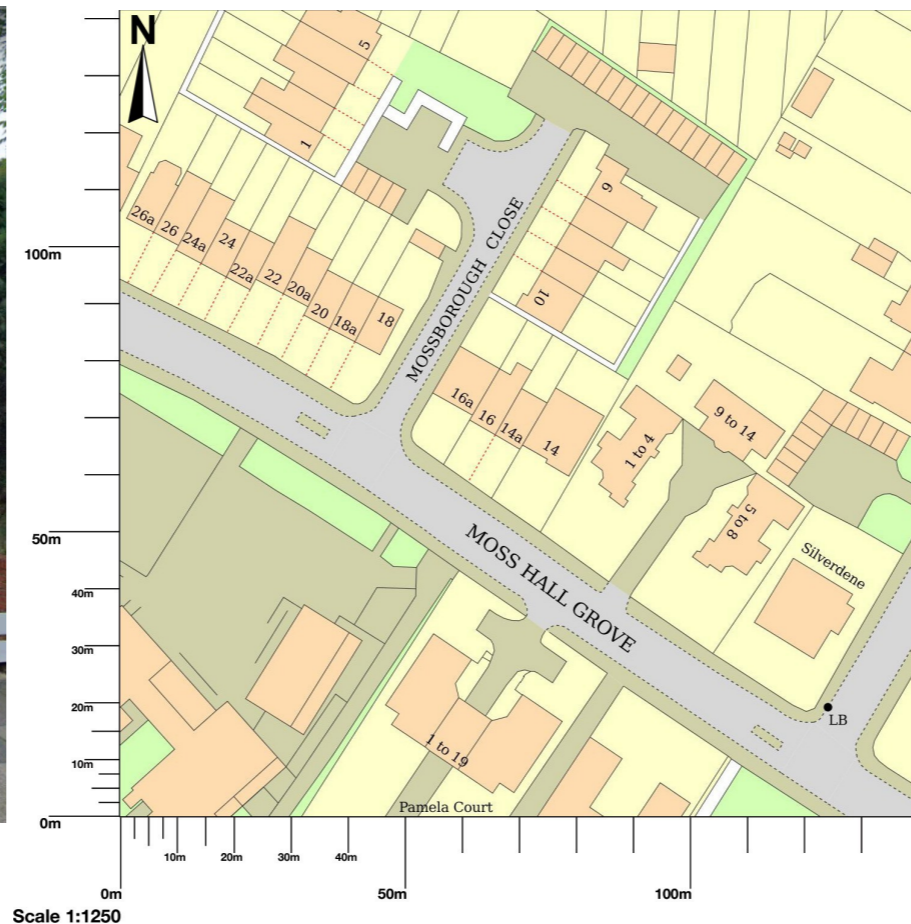 N
5
1
26a
26
24a
24
22a
22
20a
20
18a
18
MOSSBOROUGH CLOSE
6
10
16a
16
14a
14
1 to 4
9 to 14
5 to 8
Silverdene
MOSS HALL GROVE
LB
1 to 19
Pamela Court
100m
50m
40m
30m
20m
10m
0m
10m
20m
30m
40m
0m
50m
100m
Scale 1:1250